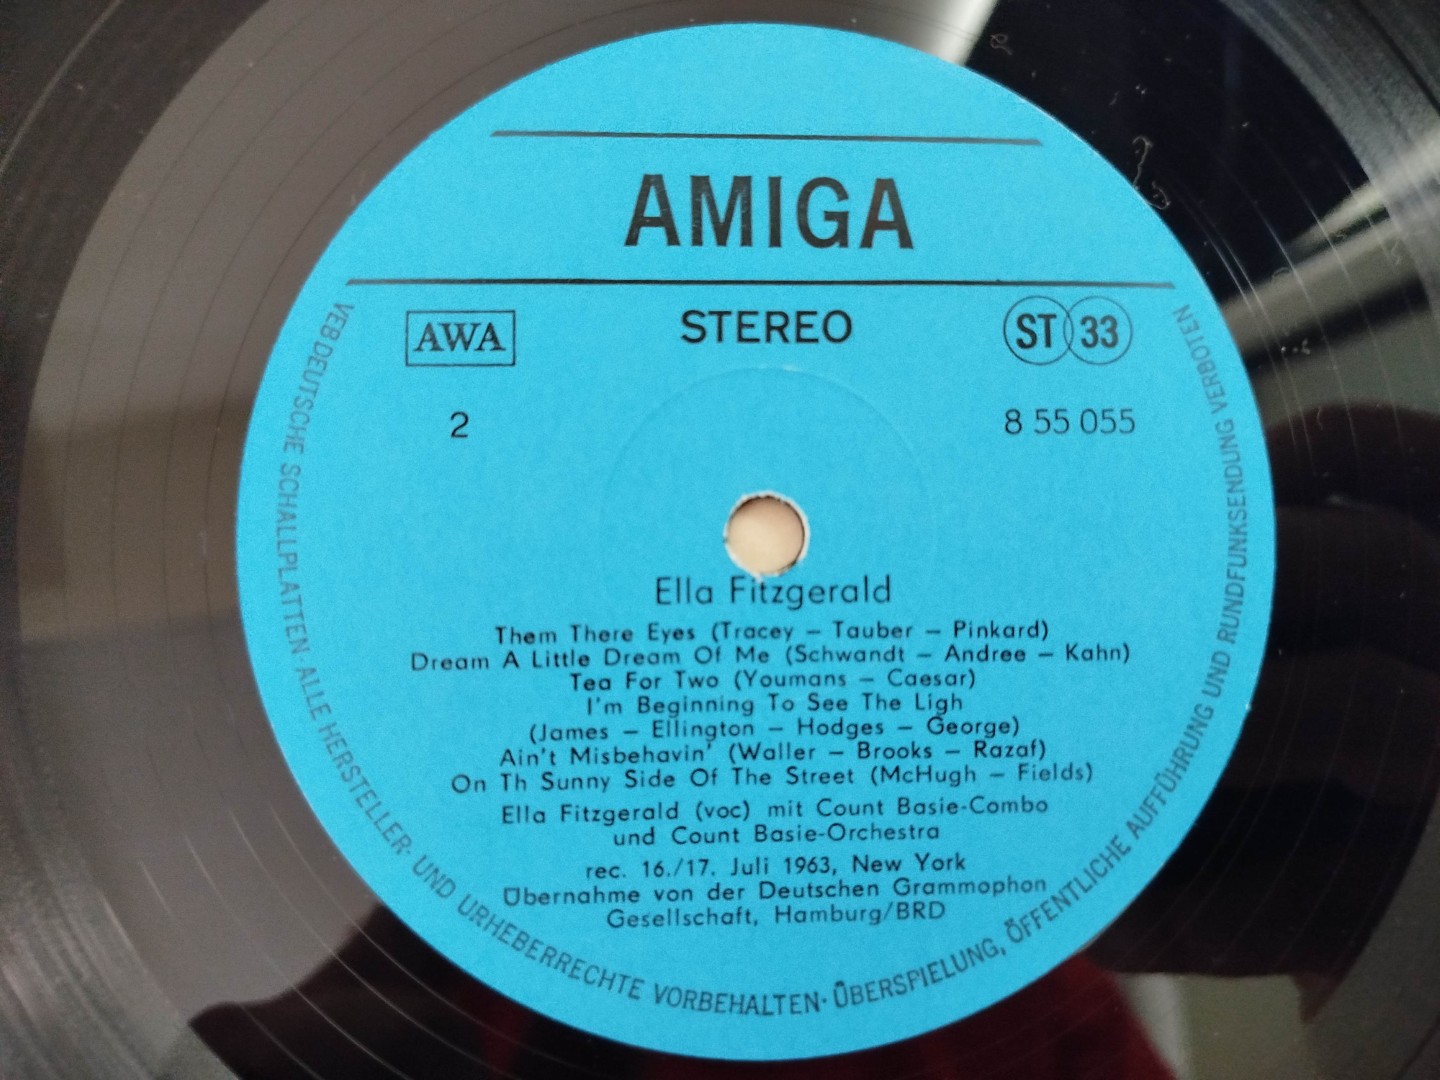 AMIGA
AWA
STEREO
ST 33
2
8 55 055
Ella Fitzgerald
Them There Eyes (Tracey – Tauber – Pinkard)
Dream A Little Dream Of Me (Schwandt – Andree – Kahn)
Tea For Two (Youmans – Caesar)
I'm Beginning To See The Ligh
(James – Ellington – Hodges – George)
Ain't Misbehavin' (Waller – Brooks – Razaf)
On Th Sunny Side Of The Street (McHugh – Fields)
Ella Fitzgerald (voc) mit Count Basie-Combo
und Count Basie-Orchestra
rec. 16./17. Juli 1963, New York
Übernahme von der Deutschen Grammophon
Gesellschaft, Hamburg/BRD
VEB DEUTSCHE SCHALLPLATTEN · ALLE HERSTELLER- UND URHEBERRECHTE VORBEHALTEN · ÜBERSPIELUNG, ÖFFENTLICHE AUFFÜHRUNG UND RUNDFUNKSENDUNG VERBOTEN